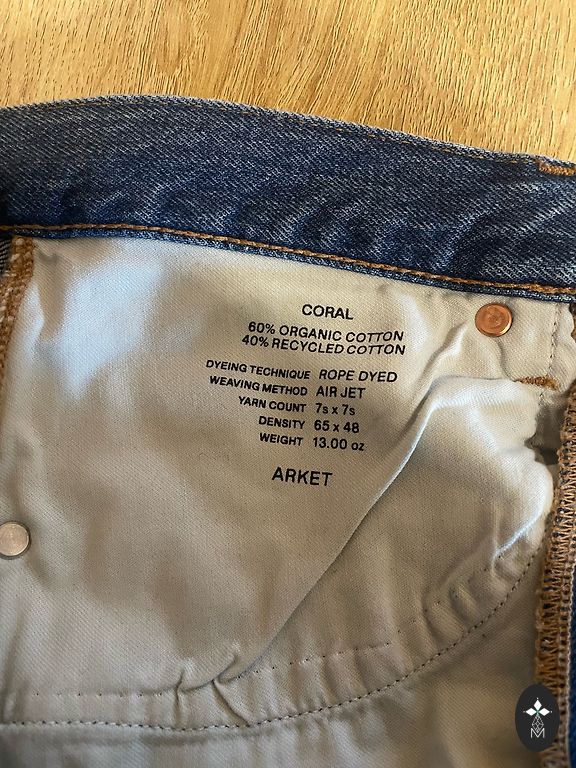 CORAL
60% ORGANIC COTTON
40% RECYCLED COTTON
DYEING TECHNIQUE ROPE DYED
WEAVING METHOD AIR JET
YARN COUNT 7s x 7s
DENSITY 65 x 48
WEIGHT 13.00 oz
ARKET
M